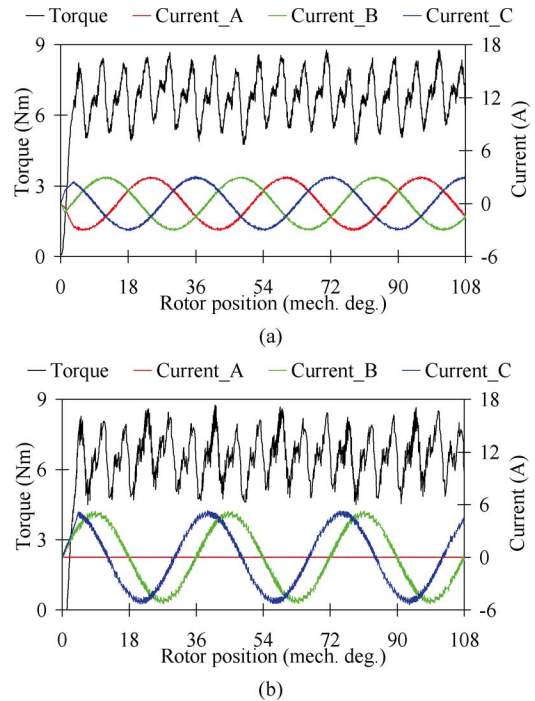 Torque Current_A Current_B Current_C
9 18
12
6
6
3
0
0 -6
0 18 36 54 72 90 108
Torque (Nm)
Current (A)
Rotor position (mech. deg.)
(a)
Torque Current_A Current_B Current_C
9 18
12
6
6
3
0
0 -6
0 18 36 54 72 90 108
Torque (Nm)
Current (A)
Rotor position (mech. deg.)
(b)